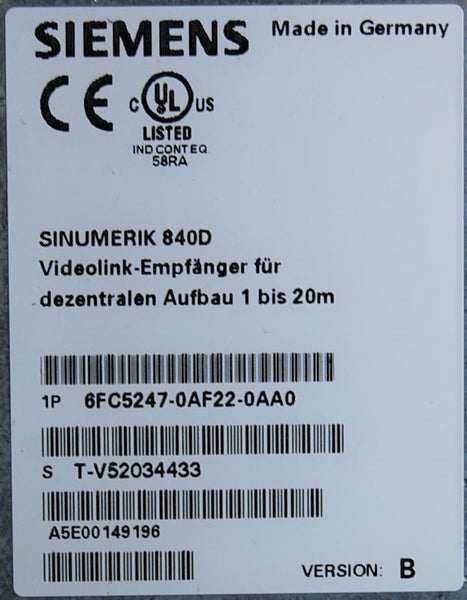 SIEMENS Made in Germany
CE C UL US
LISTED
IND CONT EQ
58RA
SINUMERIK 840D
Videolink-Empfänger für
dezentralen Aufbau 1 bis 20m
1P 6FC5247-0AF22-0AA0
S T-V52034433
A5E00149196
VERSION: B